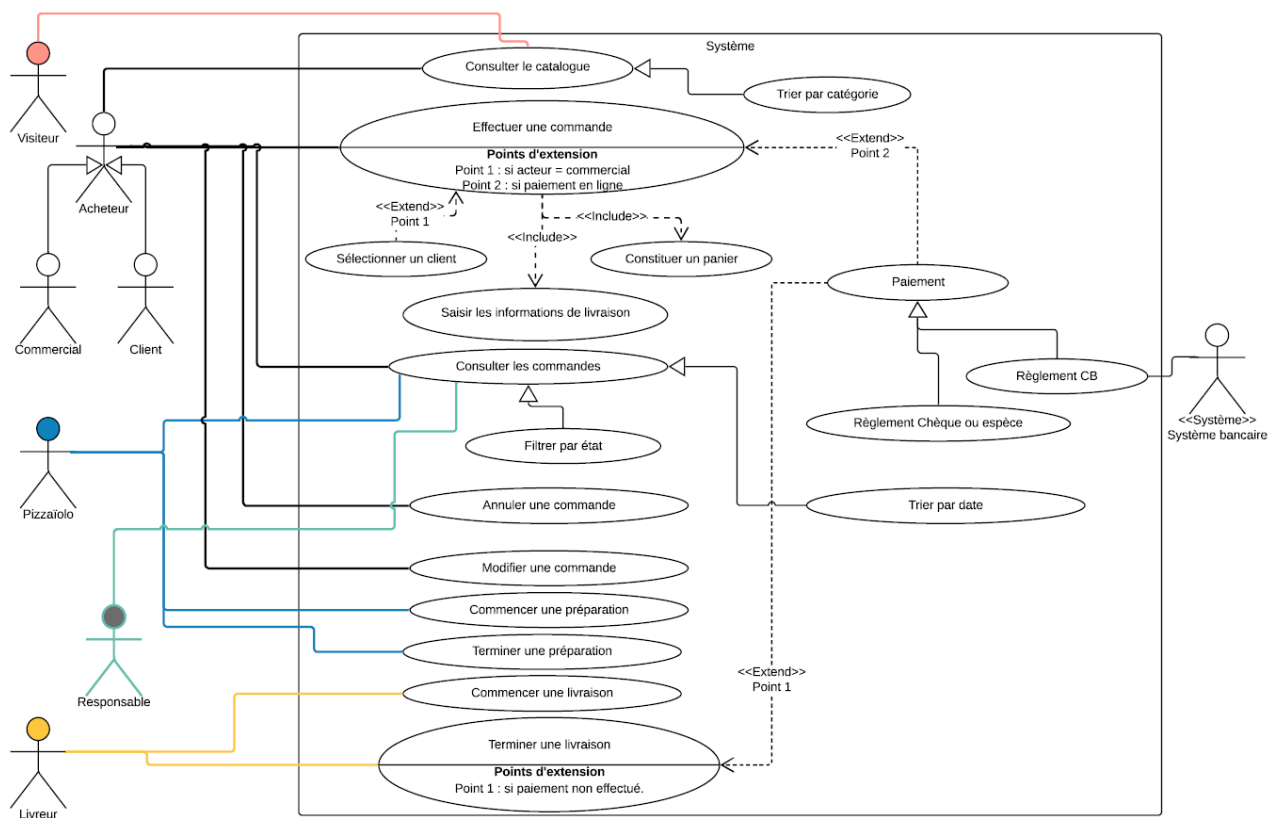 Système
Consulter le catalogue
Trier par catégorie
Visiteur
Effectuer une commande
<<Extend>>
Point 2
Points d'extension
Point 1 : si acteur = commercial
Point 2 : si paiement en ligne
Acheteur
<<Extend>>
Point 1
<<Include>>
<<Include>>
Sélectionner un client
Constituer un panier
Paiement
Saisir les informations de livraison
Commercial
Client
Consulter les commandes
Règlement CB
<<Système>>
Système bancaire
Règlement Chèque ou espèce
Filtrer par état
Pizzaïolo
Annuler une commande
Trier par date
Modifier une commande
Commencer une préparation
Terminer une préparation
<<Extend>>
Point 1
Commencer une livraison
Responsable
Terminer une livraison
Points d'extension
Point 1 : si paiement non effectué.
Livreur